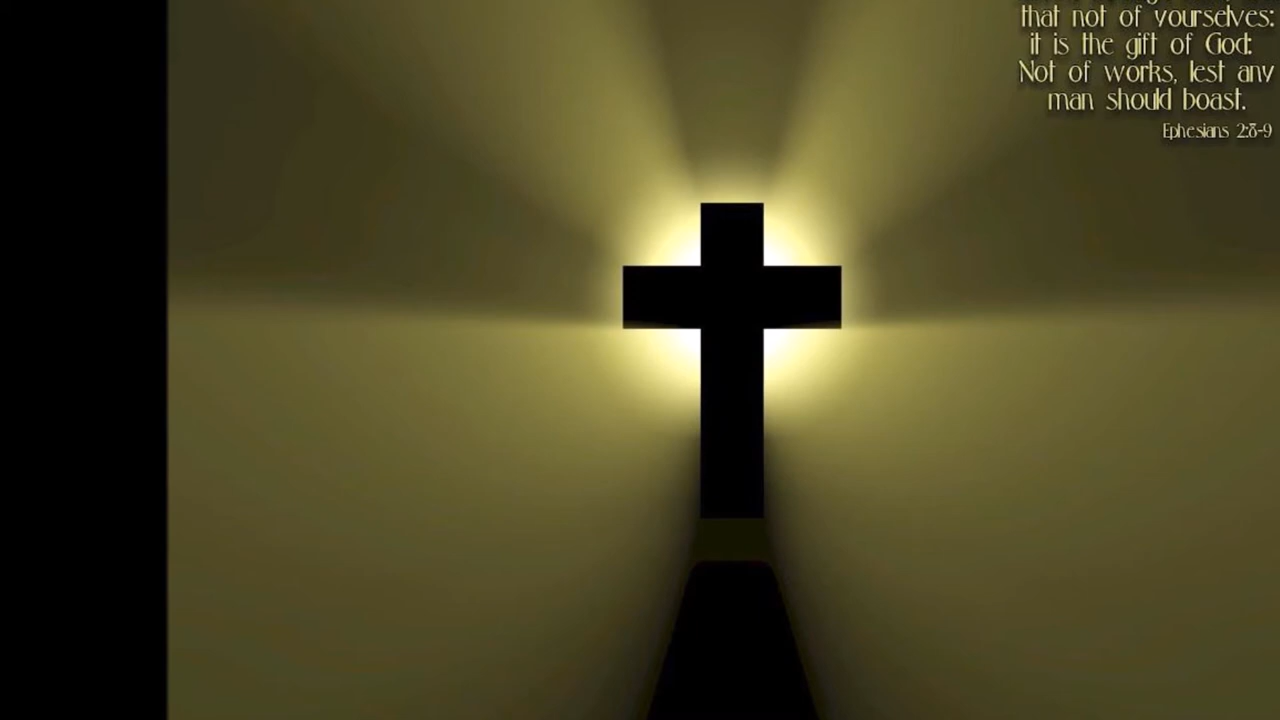 that not of yourselves:
it is the gift of God:
Not of works, lest any
man should boast.
Ephesians 2:8-9